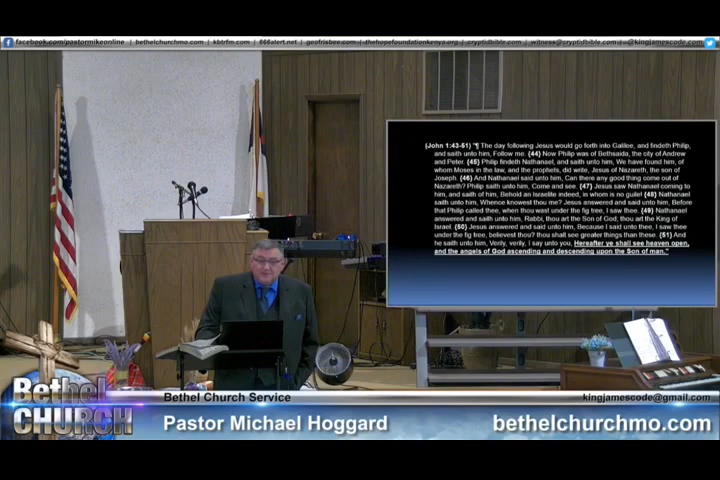 facebook.com/pastormikeonline | bethelchurchmo.com | kbtrfm.com | 666alert.net | geofrisbee.com | thehopefoundationkenya.org | cryptidbible.com | witness@cryptidbible.com | @kingjamescode.com
(John 1:43-51) "¶ The day following Jesus would go forth into Galilee, and findeth Philip,
and saith unto him, Follow me. {44} Now Philip was of Bethsaida, the city of Andrew
and Peter. {45} Philip findeth Nathanael, and saith unto him, We have found him, of
whom Moses in the law, and the prophets, did write, Jesus of Nazareth, the son of
Joseph. {46} And Nathanael said unto him, Can there any good thing come out of
Nazareth? Philip saith unto him, Come and see. {47} Jesus saw Nathanael coming to
him, and saith of him, Behold an Israelite indeed, in whom is no guile! {48} Nathanael
saith unto him, Whence knowest thou me? Jesus answered and said unto him, Before
that Philip called thee, when thou wast under the fig tree, I saw thee. {49} Nathanael
answered and saith unto him, Rabbi, thou art the Son of God; thou art the King of
Israel. {50} Jesus answered and said unto him, Because I said unto thee, I saw thee
under the fig tree, believest thou? thou shalt see greater things than these. {51} And
he saith unto him, Verily, verily, I say unto you, Hereafter ye shall see heaven open,
and the angels of God ascending and descending upon the Son of man."
Bethel
CHURCH
Bethel Church Service
kingjamescode@gmail.com
Pastor Michael Hoggard
bethelchurchmo.com